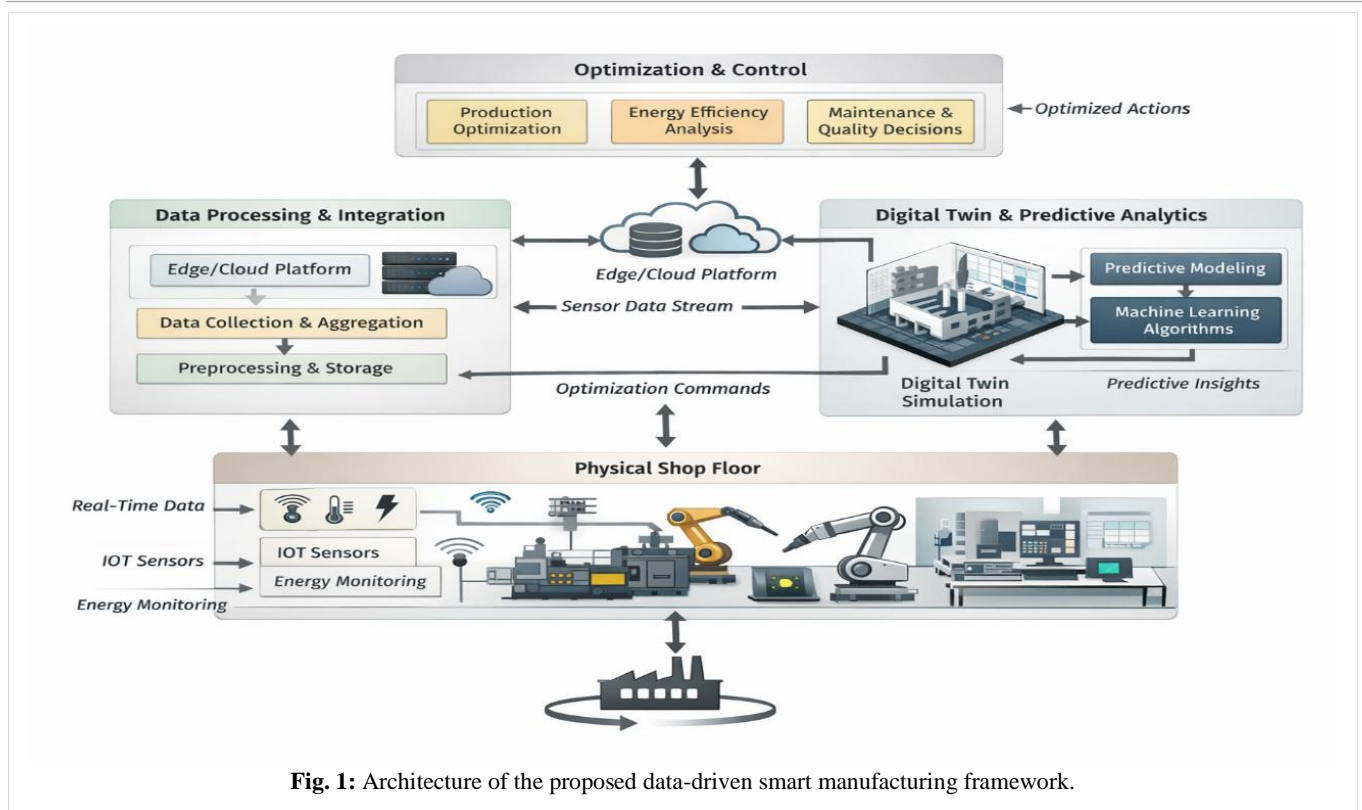 Optimization & Control
Production
Optimization
Energy Efficiency
Analysis
Maintenance &
Quality Decisions
Optimized Actions
Data Processing & Integration
Edge/Cloud Platform
Data Collection & Aggregation
Preprocessing & Storage
Edge/Cloud Platform
Sensor Data Stream
Optimization Commands
Digital Twin & Predictive Analytics
Predictive Modeling
Machine Learning
Algorithms
Digital Twin
Simulation
Predictive Insights
Physical Shop Floor
Real-Time Data
IOT Sensors
Energy Monitoring
IOT Sensors
Energy Monitoring
Fig. 1: Architecture of the proposed data-driven smart manufacturing framework.